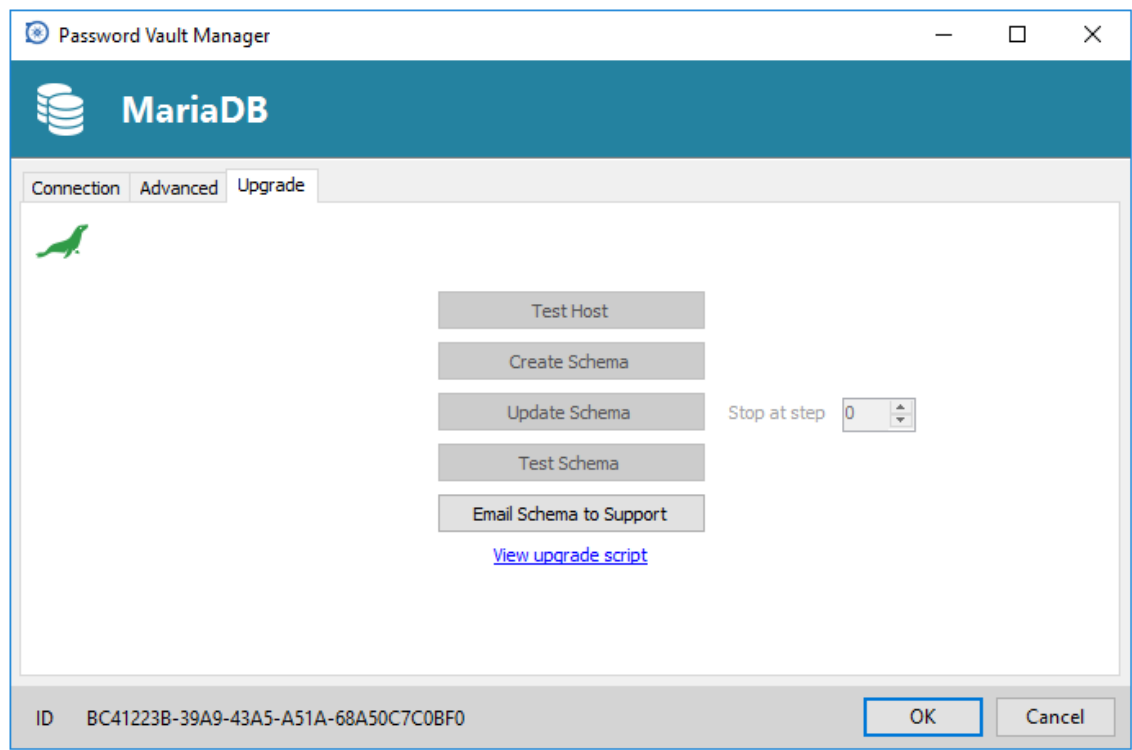 Password Vault Manager
MariaDB
Connection Advanced Upgrade
Test Host
Create Schema
Update Schema Stop at step 0
Test Schema
Email Schema to Support
View upgrade script
ID BC41223B-39A9-43A5-A51A-68A50C7C0BF0 OK Cancel